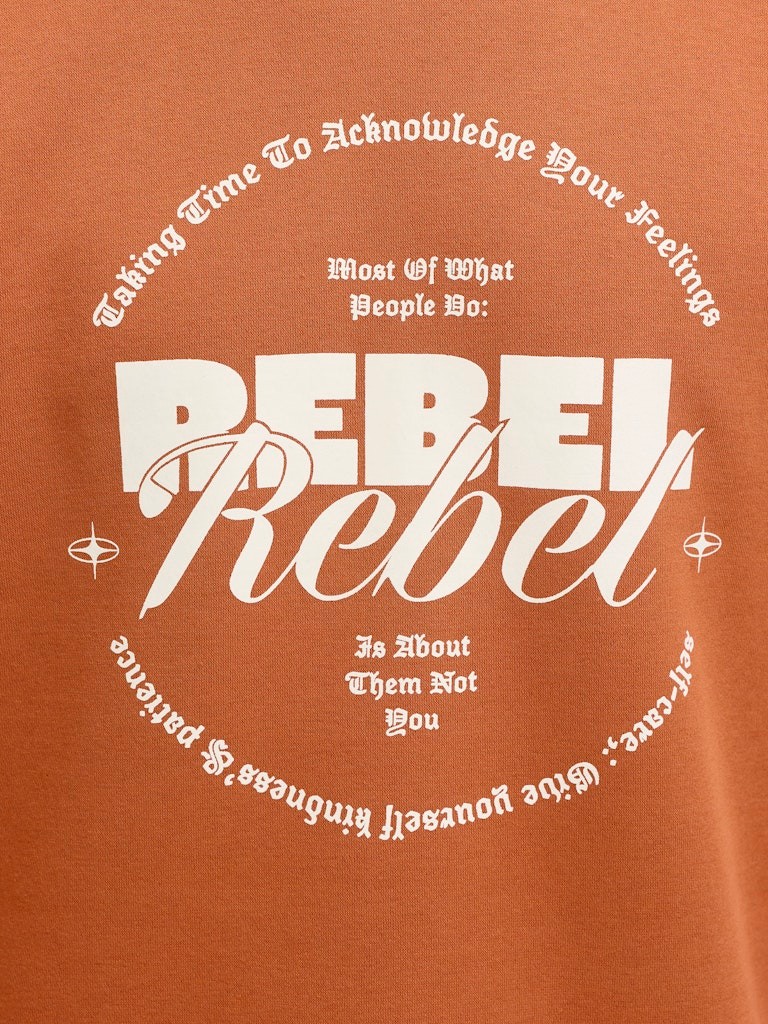 Taking Time To Acknowledge Your Feelings
Most Of What
People Do:
REBEL
Rebel
Is About
Them Not
You
self-care,: Give yourself kindness'& patience